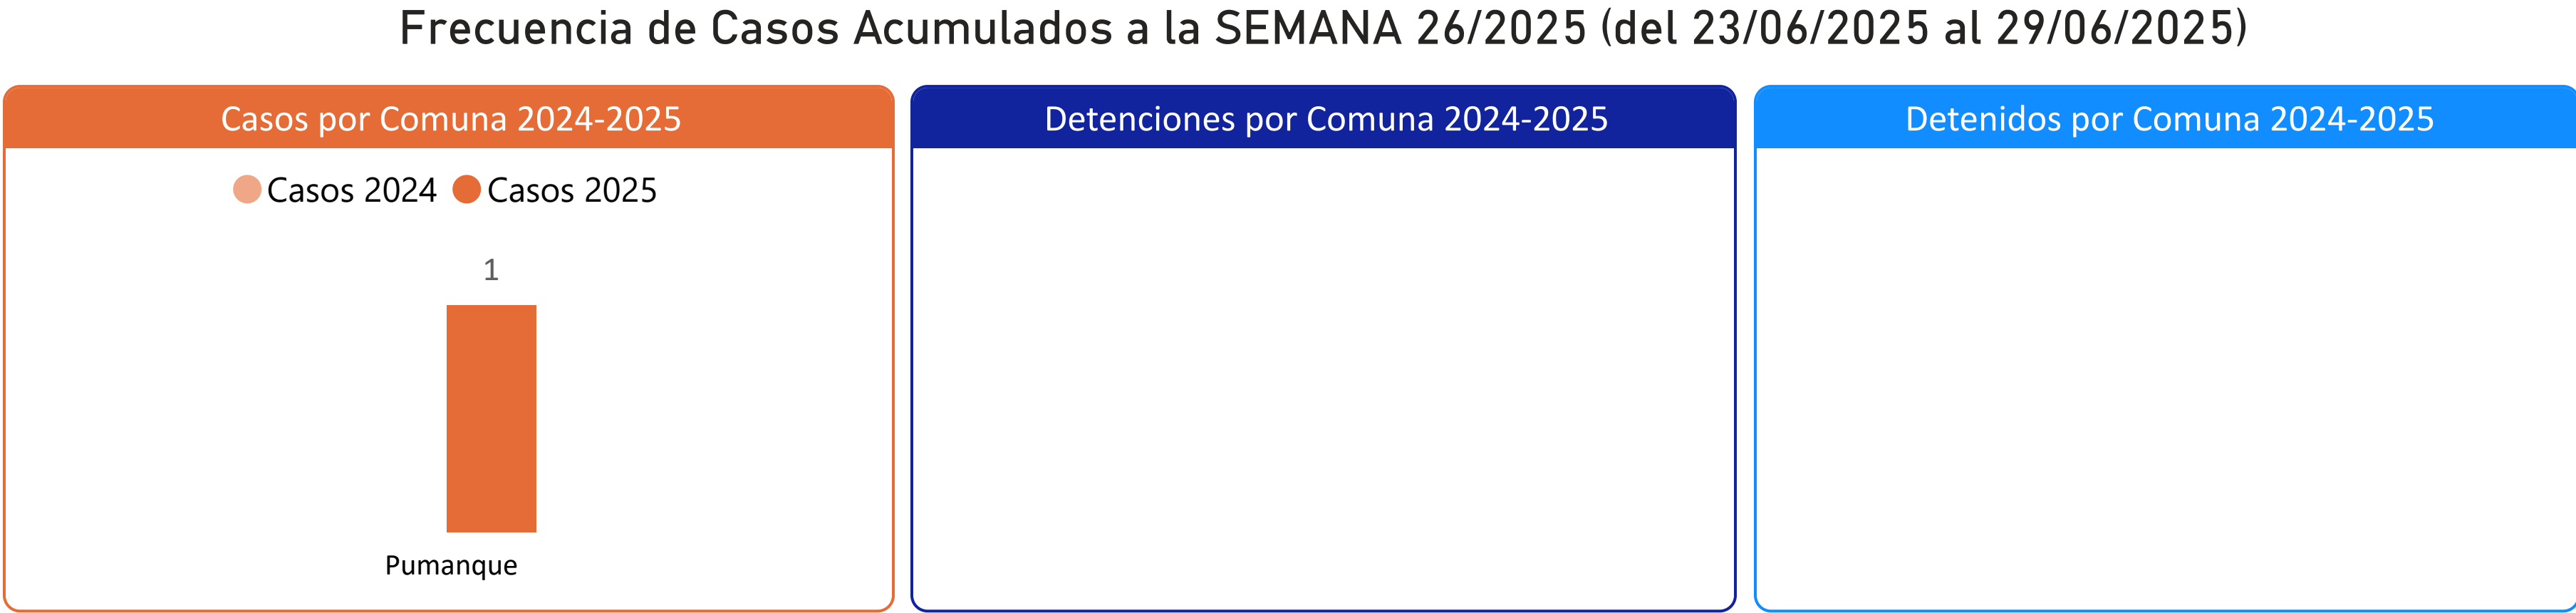 Frecuencia de Casos Acumulados a la SEMANA 26/2025 (del 23/06/2025 al 29/06/2025)
Casos por Comuna 2024-2025
Casos 2024 Casos 2025
1
Pumanque
Detenciones por Comuna 2024-2025
Detenidos por Comuna 2024-2025